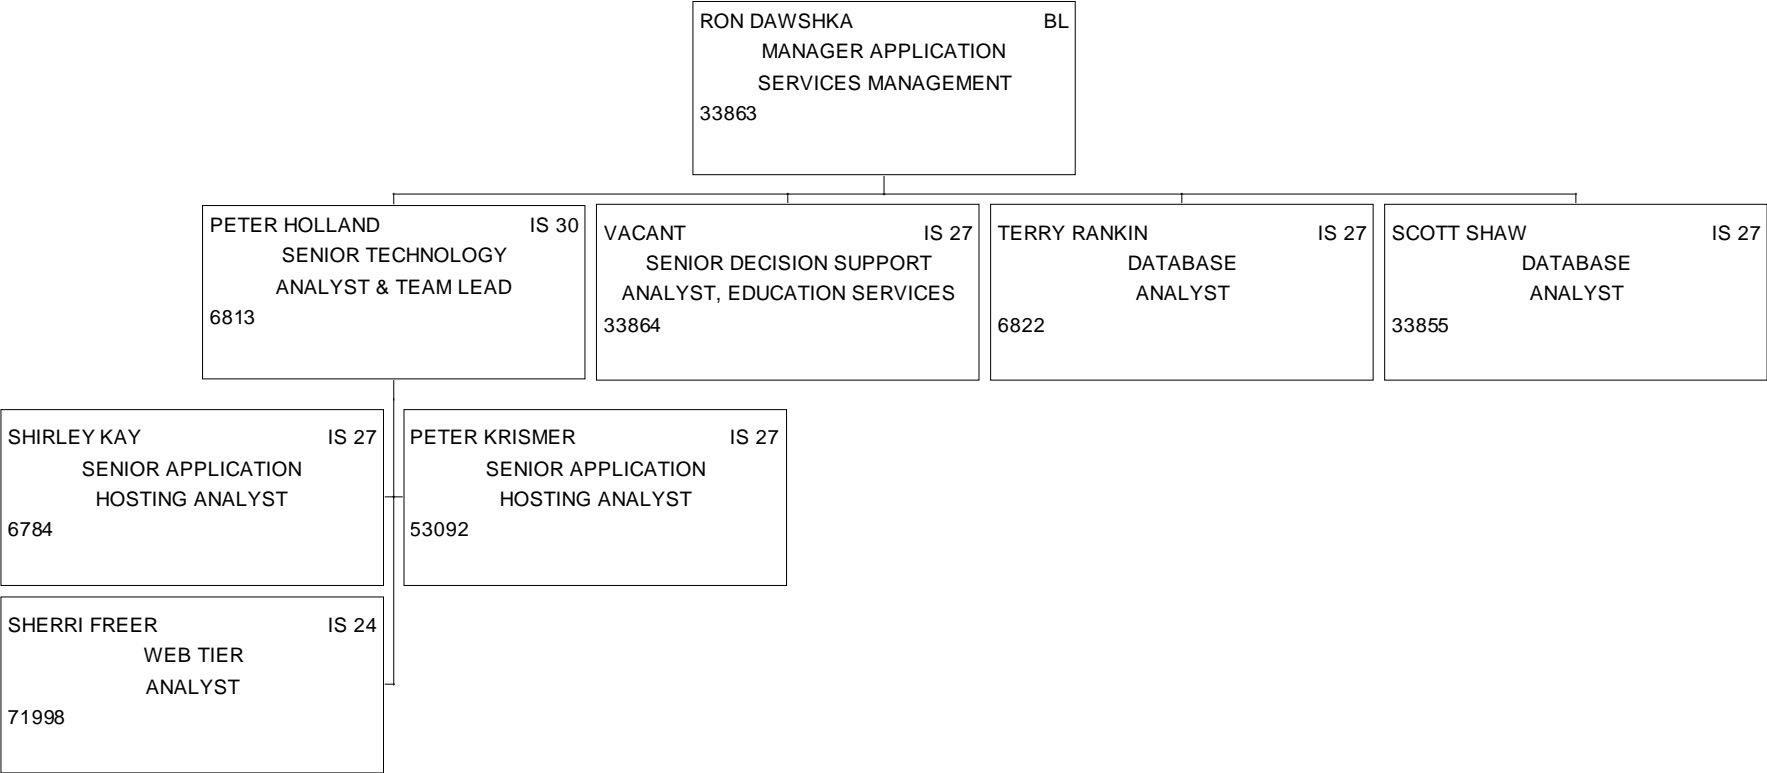 RON DAWSHKA BL
MANAGER APPLICATION
SERVICES MANAGEMENT
33863
PETER HOLLAND IS 30
SENIOR TECHNOLOGY
ANALYST & TEAM LEAD
6813
VACANT IS 27
SENIOR DECISION SUPPORT
ANALYST, EDUCATION SERVICES
33864
TERRY RANKIN IS 27
DATABASE
ANALYST
6822
SCOTT SHAW IS 27
DATABASE
ANALYST
33855
SHIRLEY KAY IS 27
SENIOR APPLICATION
HOSTING ANALYST
6784
PETER KRISMER IS 27
SENIOR APPLICATION
HOSTING ANALYST
53092
SHERRI FREER IS 24
WEB TIER
ANALYST
71998